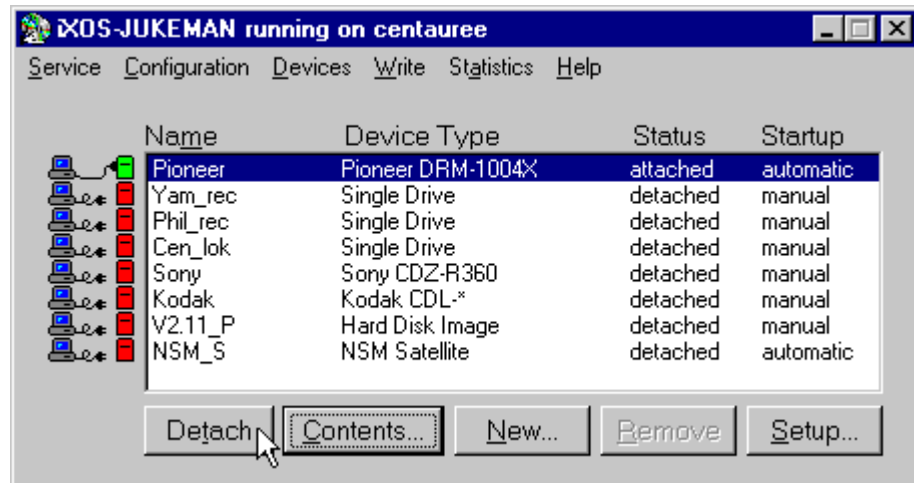 iXOS-JUKEMAN running on centauree
Service Configuration Devices Write Statistics Help
Name Device Type Status Startup
Pioneer Pioneer DRM-1004X attached automatic
Yam_rec Single Drive detached manual
Phil_rec Single Drive detached manual
Cen_lok Single Drive detached manual
Sony Sony CDZ-R360 detached manual
Kodak Kodak CDL-* detached manual
V2.11_P Hard Disk Image detached manual
NSM_S NSM Satellite detached automatic
Detach Contents... New... Remove Setup...